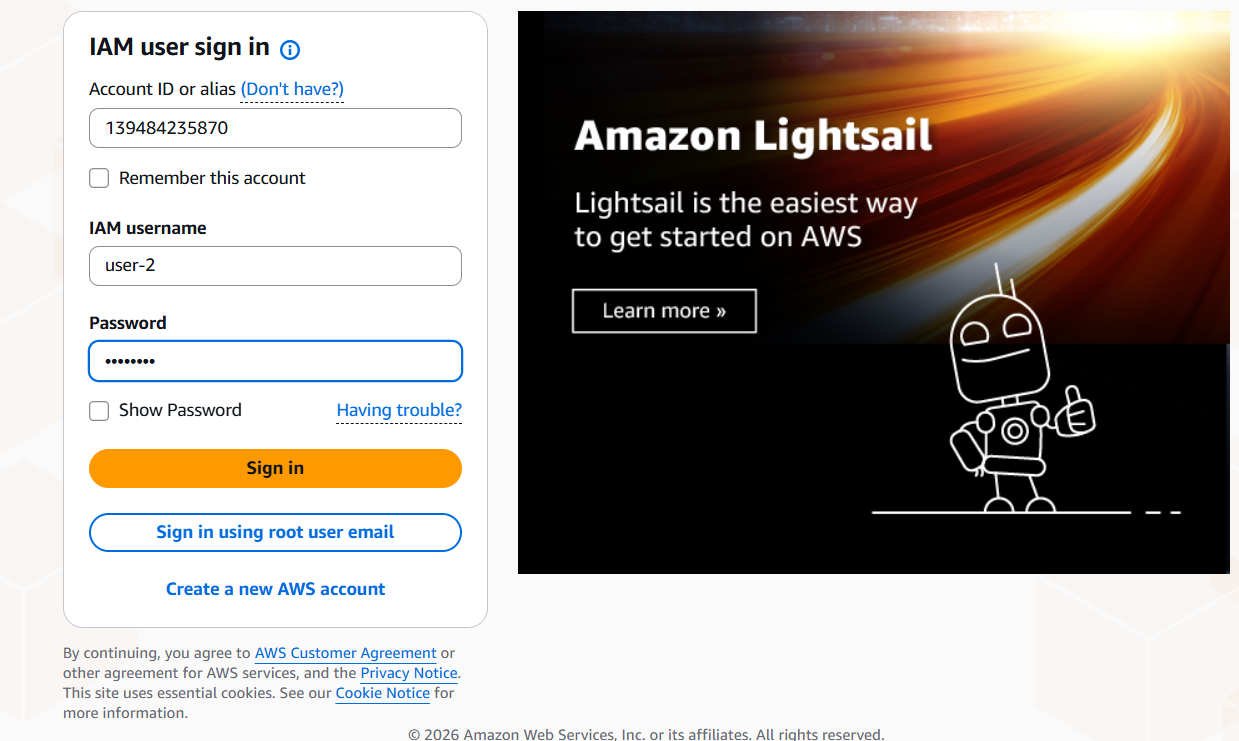 IAM user sign in
Account ID or alias (Don't have?)
139484235870
Remember this account
IAM username
user-2
Password
••••••••
Show Password
Having trouble?
Sign in
Sign in using root user email
Create a new AWS account
By continuing, you agree to AWS Customer Agreement or
other agreement for AWS services, and the Privacy Notice.
This site uses essential cookies. See our Cookie Notice for
more information.
Amazon Lightsail
Lightsail is the easiest way
to get started on AWS
Learn more »
© 2026 Amazon Web Services, Inc. or its affiliates. All rights reserved.